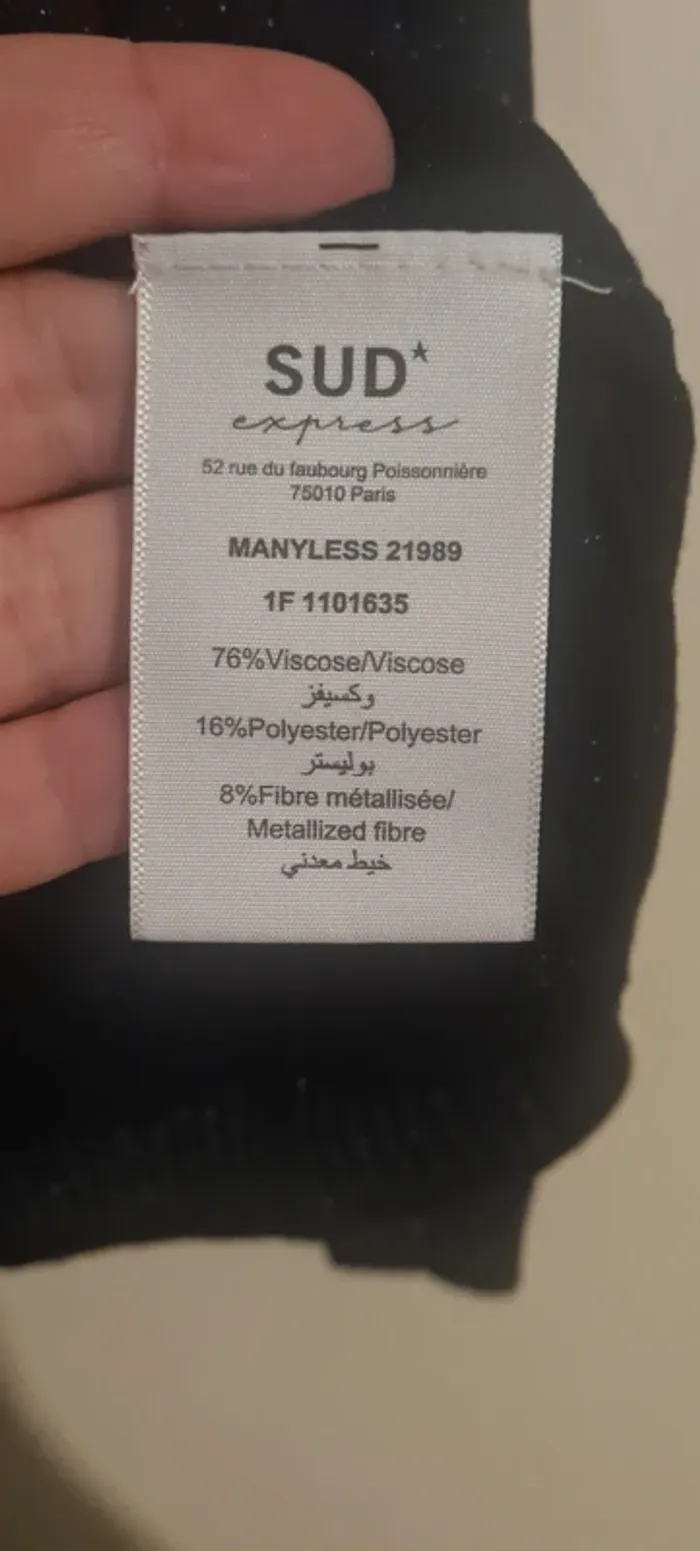 SUD*
express
52 rue du faubourg Poissonnière
75010 Paris
MANYLESS 21989
1F 1101635
76%Viscose/Viscose
وكسيفز
16%Polyester/Polyester
بوليستر
8%Fibre métallisée/
Metallized fibre
خيط معدني